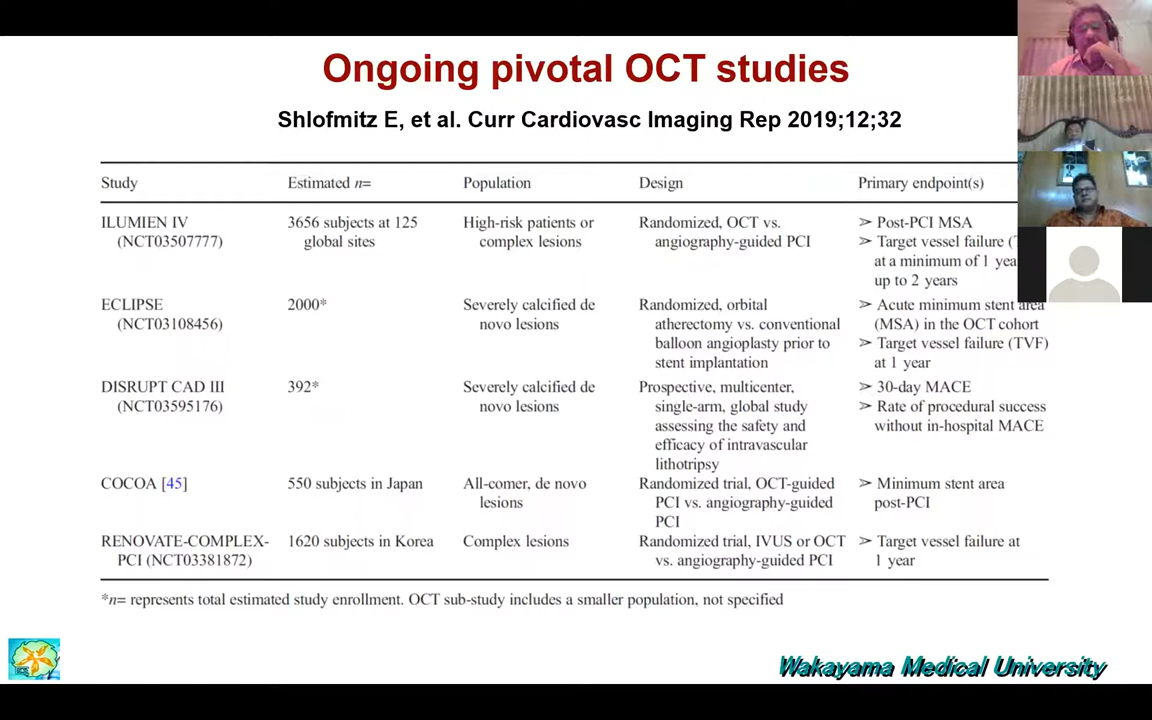 Ongoing pivotal OCT studies
Shlofmitz E, et al. Curr Cardiovasc Imaging Rep 2019;12;32
Study Estimated n= Population Design Primary endpoint(s)
ILUMIEN IV 3656 subjects at 125 High-risk patients or Randomized, OCT vs. ➢ Post-PCI MSA
(NCT03507777) global sites complex lesions angiography-guided PCI ➢ Target vessel failure
at a minimum of 1
up to 2 years
ECLIPSE 2000* Severely calcified de Randomized, orbital ➢ Acute minimum stent area
(NCT03108456) novo lesions atherectomy vs. conventional (MSA) in the OCT cohort
balloon angioplasty prior to ➢ Target vessel failure (TVF)
stent implantation at 1 year
DISRUPT CAD III 392* Severely calcified de Prospective, multicenter, ➢ 30-day MACE
(NCT03595176) novo lesions single-arm, global study ➢ Rate of procedural success
assessing the safety and without in-hospital MACE
efficacy of intravascular
lithotripsy
COCOA [45] 550 subjects in Japan All-comer, de novo Randomized trial, OCT-guided ➢ Minimum stent area
lesions PCI vs. angiography-guided post-PCI
PCI
RENOVATE-COMPLEX- 1620 subjects in Korea Complex lesions Randomized trial, IVUS or OCT ➢ Target vessel failure at
PCI (NCT03381872) vs. angiography-guided PCI 1 year
*n= represents total estimated study enrollment. OCT sub-study includes a smaller population, not specified
Wakayama Medical University